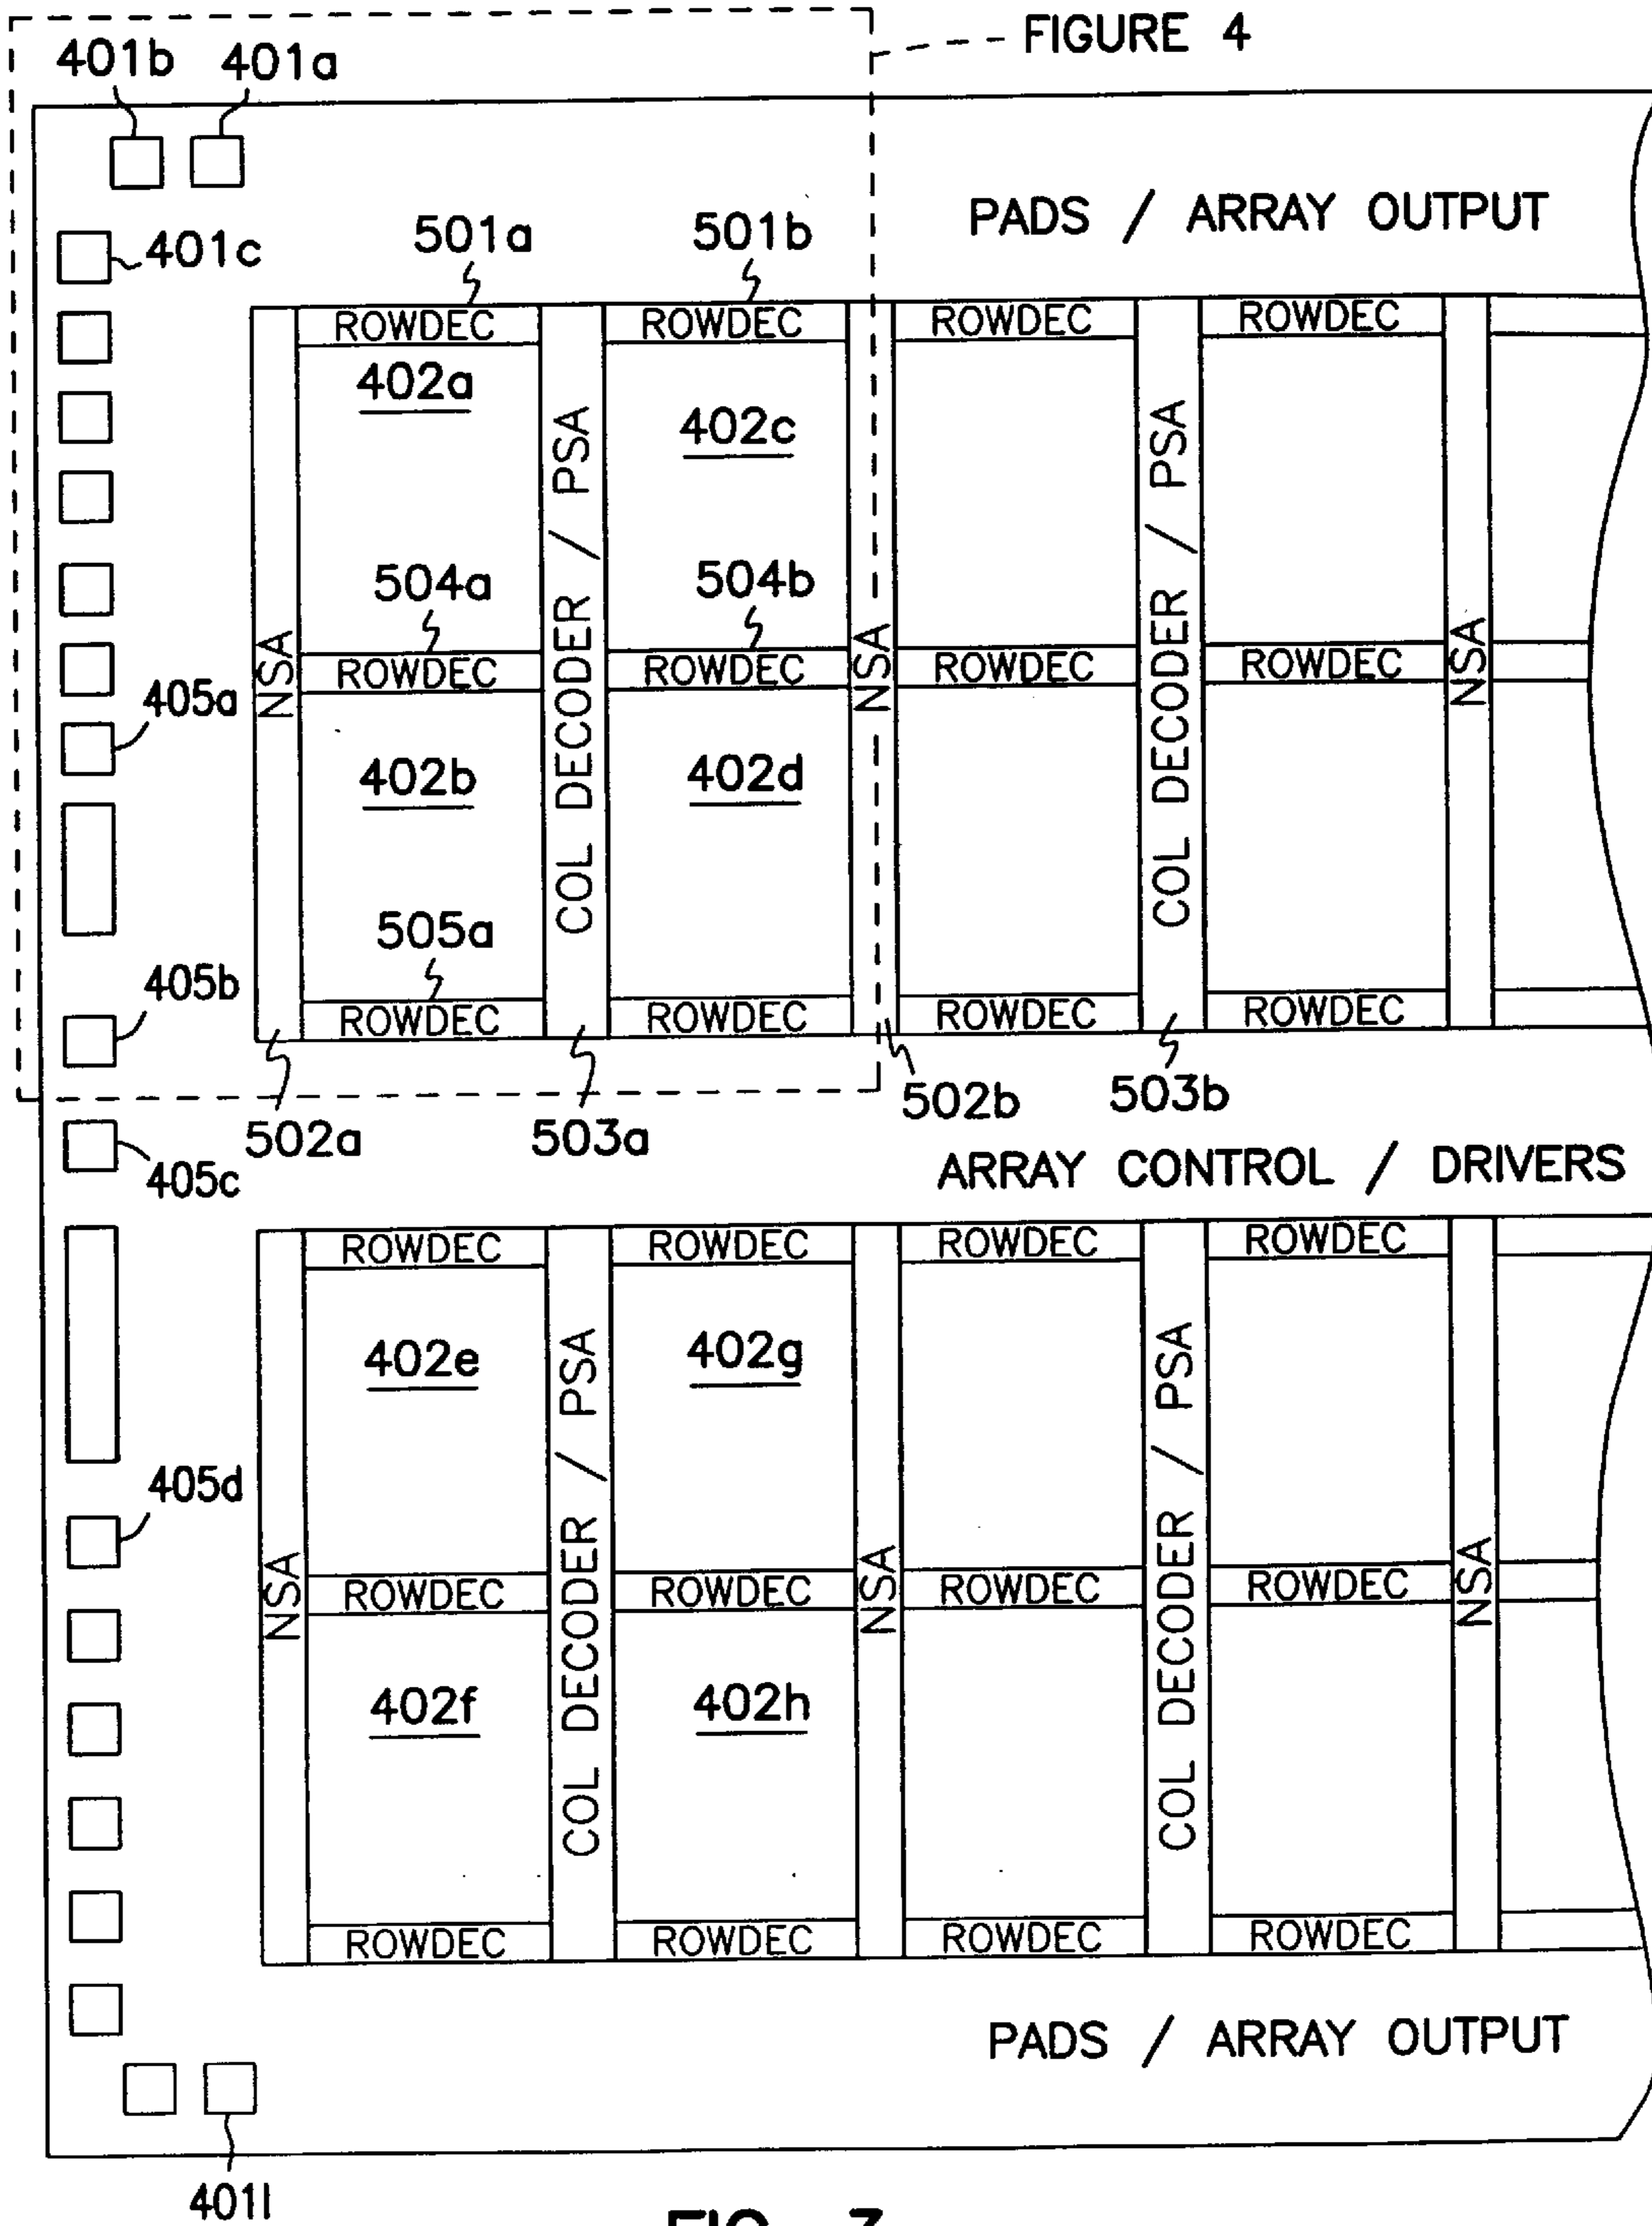 FIGURE 4
401b 401a
PADS / ARRAY OUTPUT
401c
501a 501b
ROWDEC ROWDEC ROWDEC ROWDEC
402a
402c
COL DECODER / PSA
COL DECODER / PSA
504a 504b
NSA
NSA
NSA
ROWDEC ROWDEC ROWDEC ROWDEC
405a
402b 402d
505a
405b
ROWDEC ROWDEC ROWDEC ROWDEC
502a 503a 502b 503b
405c
ARRAY CONTROL / DRIVERS
ROWDEC ROWDEC ROWDEC ROWDEC
402e 402g
COL DECODER / PSA
COL DECODER / PSA
405d
NSA
NSA
NSA
ROWDEC ROWDEC ROWDEC ROWDEC
402f 402h
ROWDEC ROWDEC ROWDEC ROWDEC
PADS / ARRAY OUTPUT
401l